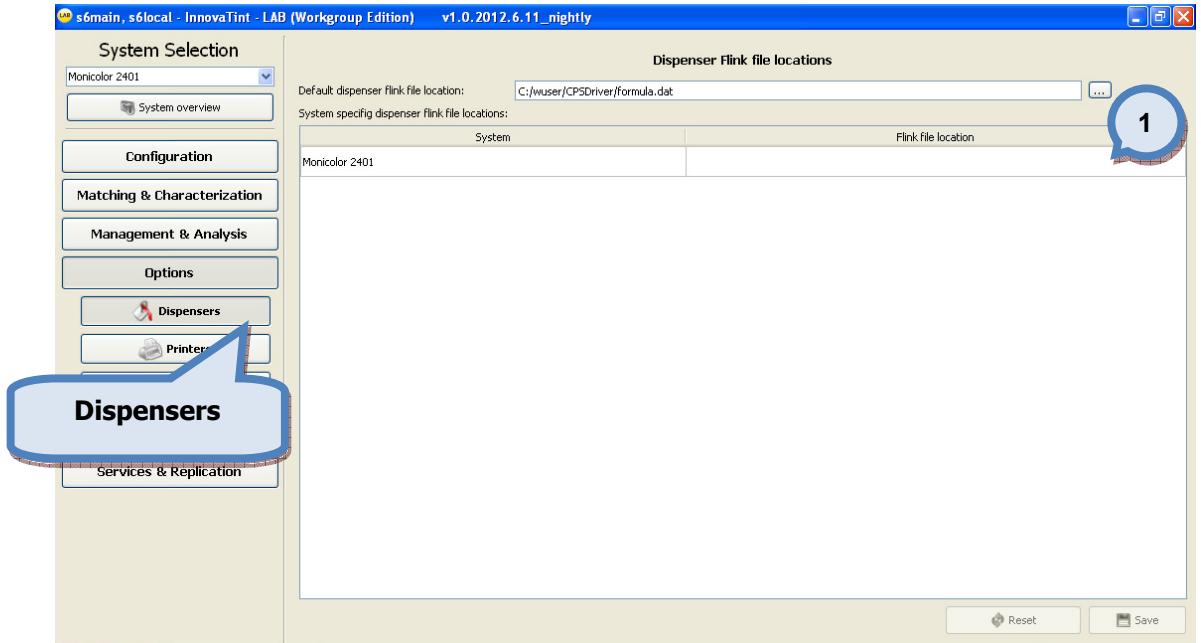 LAB s6main, s6local - InnovaTint - LAB (Workgroup Edition) v1.0.2012.6.11_nightly
System Selection
Monicolor 2401
System overview
Configuration
Matching & Characterization
Management & Analysis
Options
Dispensers
Printers
Dispensers
Services & Replication
Dispenser Flink file locations
Default dispenser flink file location: C:/wuser/CPSDriver/formula.dat ...
System specifig dispenser flink file locations:
1
System Flink file location
Monicolor 2401
Reset Save